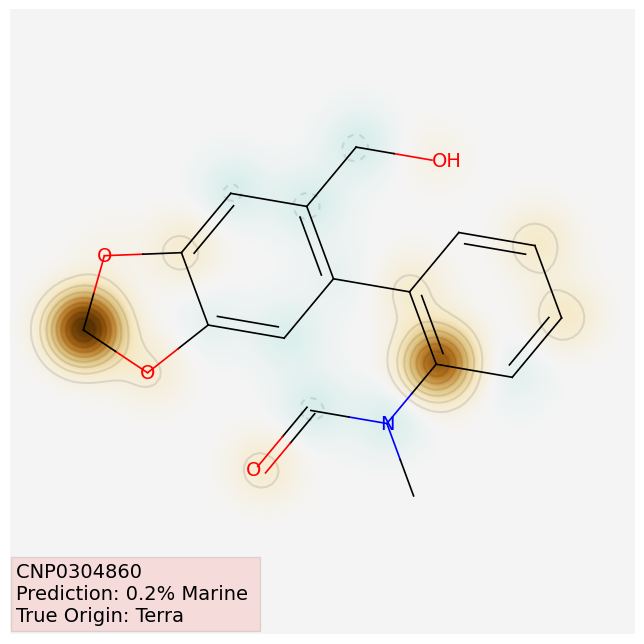 OH
O
O
N
O
CNP0304860
Prediction: 0.2% Marine
True Origin: Terra